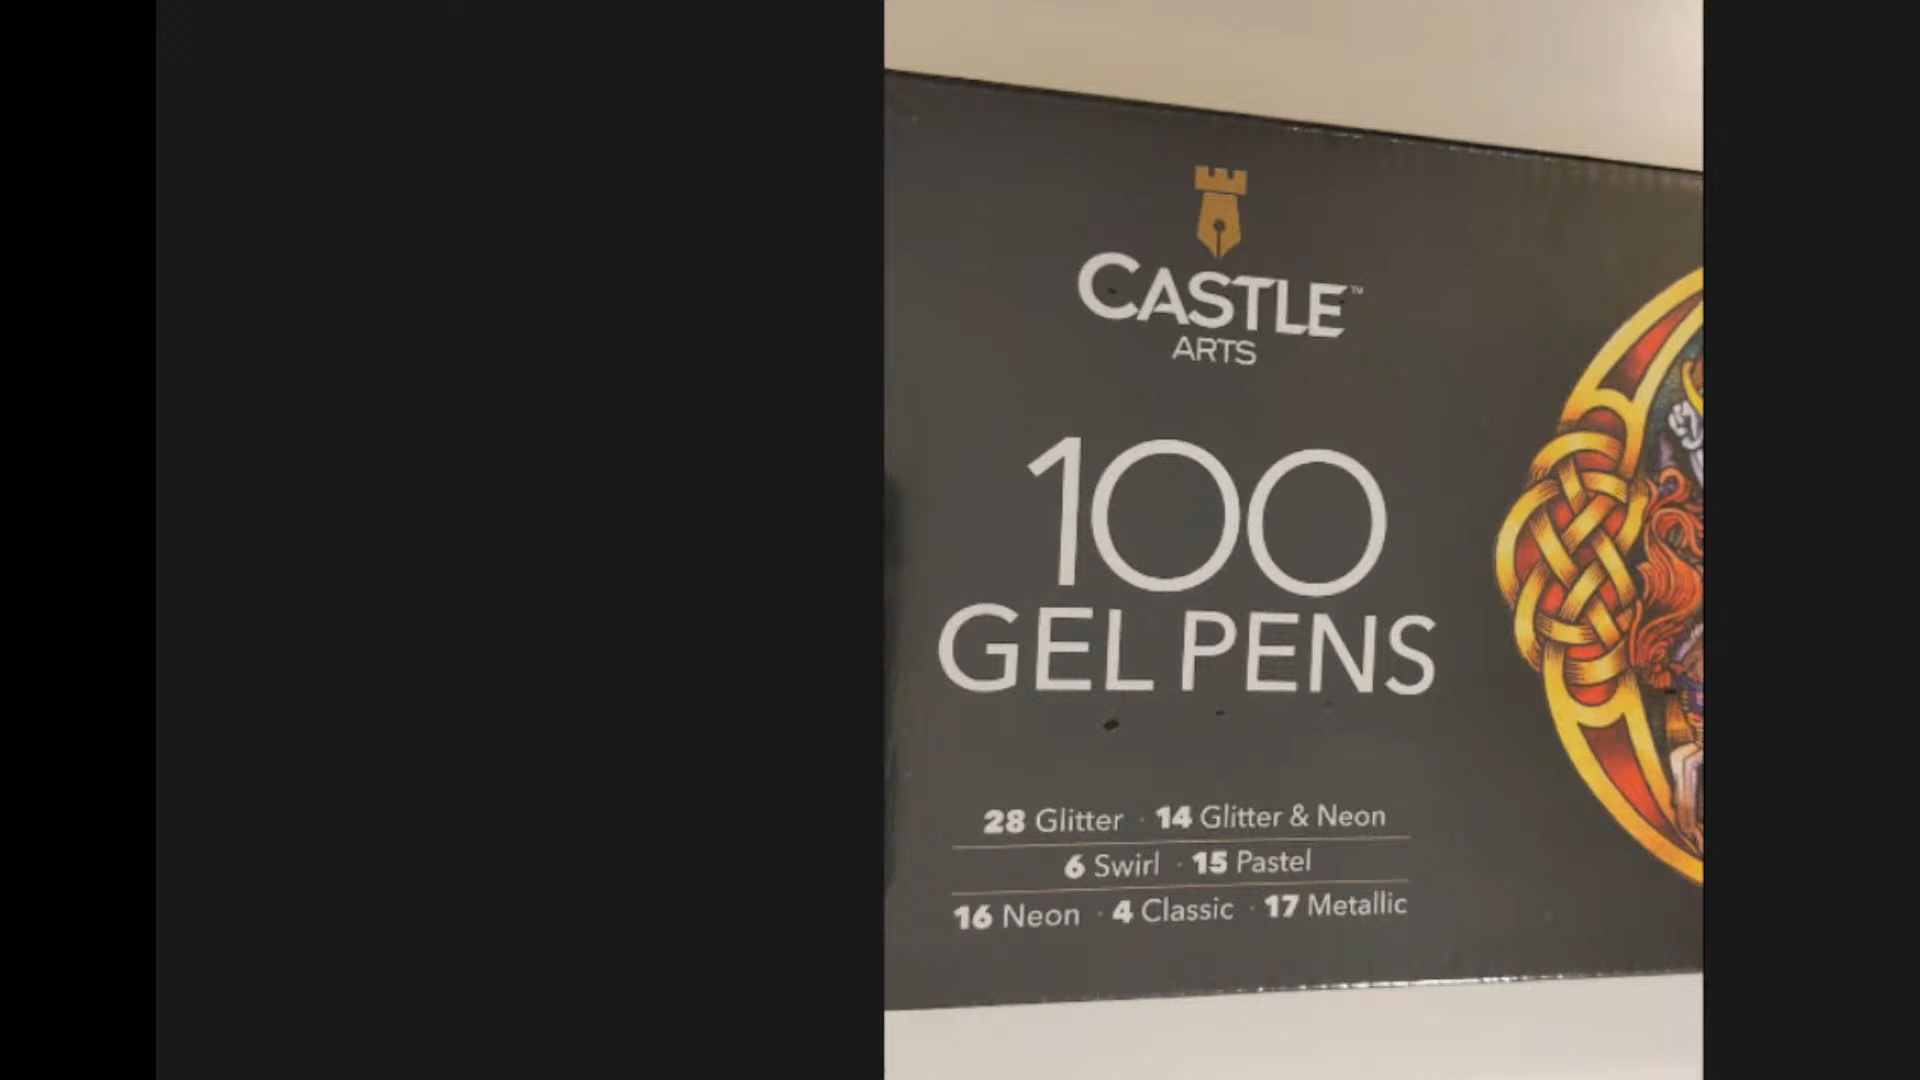 CASTLE™
ARTS
100
GEL PENS
28 Glitter · 14 Glitter & Neon
6 Swirl · 15 Pastel
16 Neon · 4 Classic · 17 Metallic